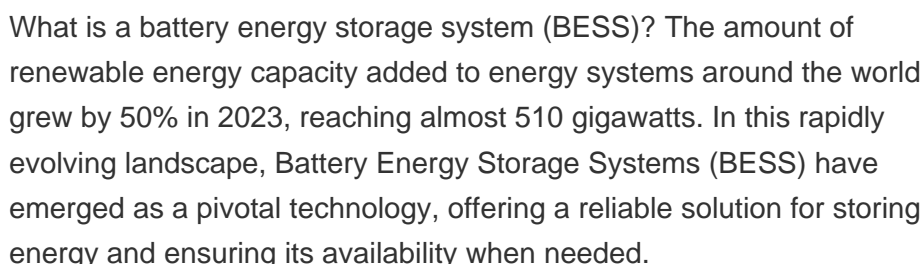 What is a battery energy storage system (BESS)? The amount of
renewable energy capacity added to energy systems around the world
grew by 50% in 2023, reaching almost 510 gigawatts. In this rapidly
evolving landscape, Battery Energy Storage Systems (BESS) have
emerged as a pivotal technology, offering a reliable solution for storing
energy and ensuring its availability when needed.